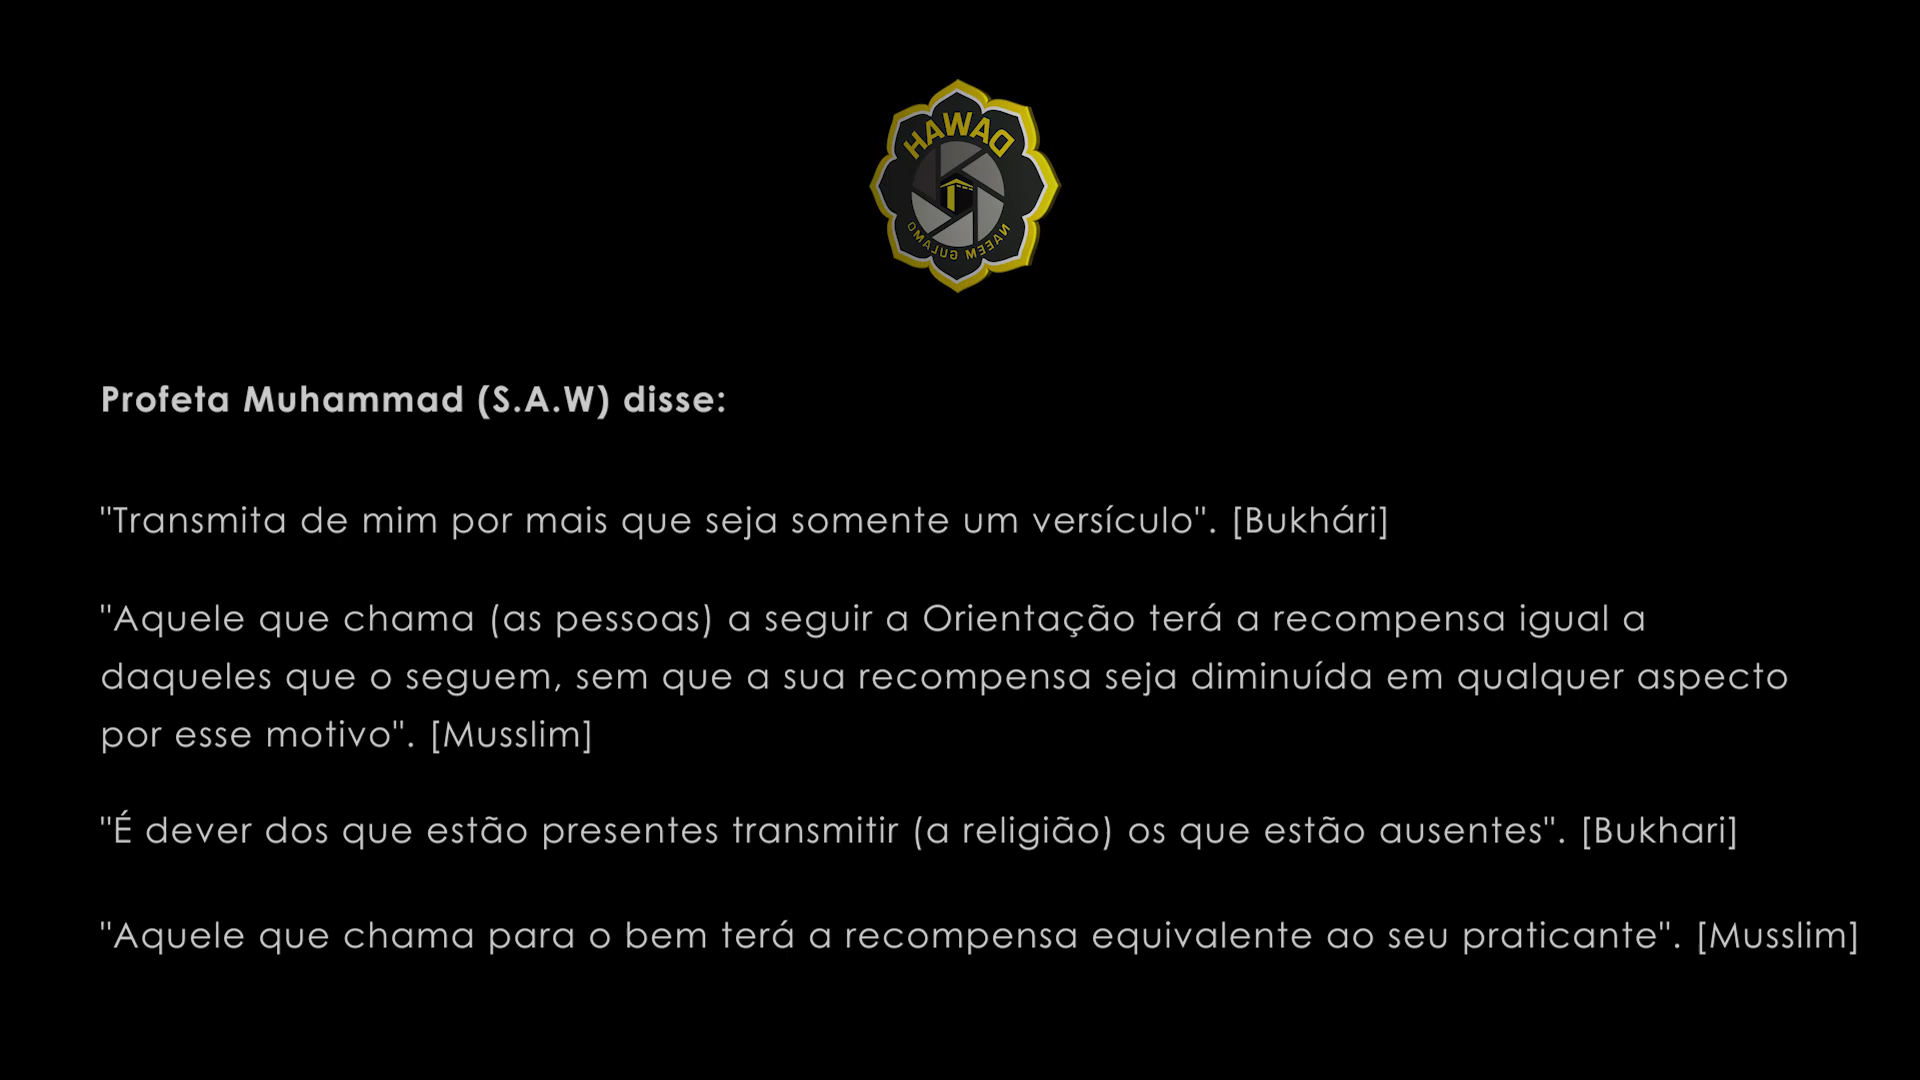 DAWAH
NAEEM GULAMO
Profeta Muhammad (S.A.W) disse:
"Transmita de mim por mais que seja somente um versículo". [Bukhári]
"Aquele que chama (as pessoas) a seguir a Orientação terá a recompensa igual a
daqueles que o seguem, sem que a sua recompensa seja diminuída em qualquer aspecto
por esse motivo". [Musslim]
"É dever dos que estão presentes transmitir (a religião) os que estão ausentes". [Bukhari]
"Aquele que chama para o bem terá a recompensa equivalente ao seu praticante". [Musslim]